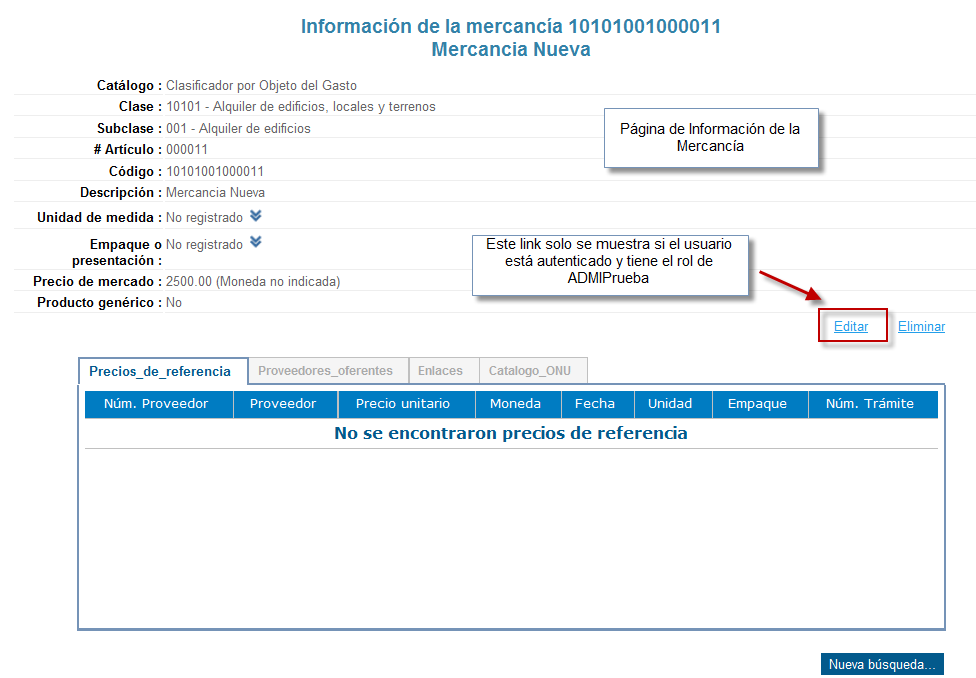 Información de la mercancía 10101001000011
Mercancia Nueva
Catálogo : Clasificador por Objeto del Gasto
Clase : 10101 - Alquiler de edificios, locales y terrenos
Subclase : 001 - Alquiler de edificios
# Artículo : 000011
Código : 10101001000011
Descripción : Mercancia Nueva
Unidad de medida : No registrado
Empaque o
presentación :
No registrado
Precio de mercado : 2500.00 (Moneda no indicada)
Producto genérico : No
Página de Información de la
Mercancía
Este link solo se muestra si el usuario
está autenticado y tiene el rol de
ADMIPrueba
Editar Eliminar
Precios_de_referencia Proveedores_oferentes Enlaces Catalogo_ONU
Núm. Proveedor Proveedor Precio unitario Moneda Fecha Unidad Empaque Núm. Trámite
No se encontraron precios de referencia
Nueva búsqueda...